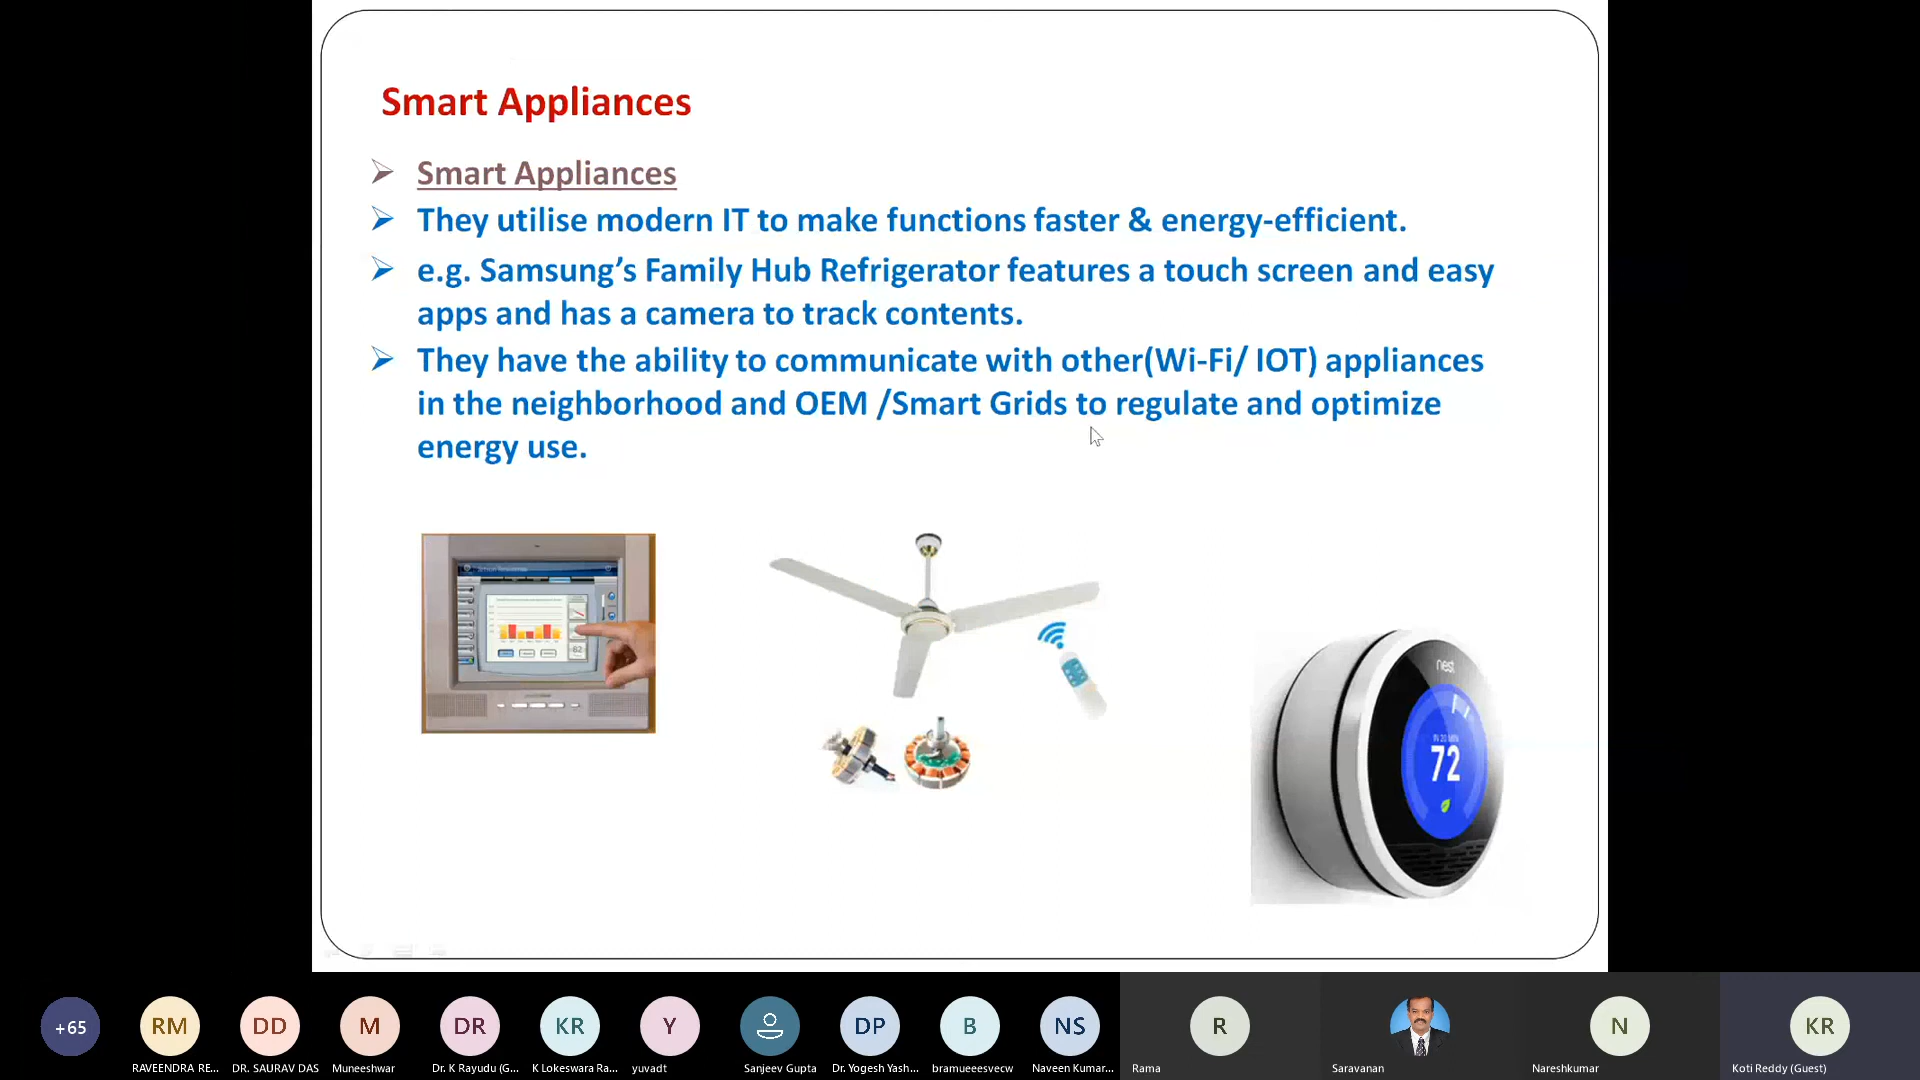 Smart Appliances
Smart Appliances
They utilise modern IT to make functions faster & energy-efficient.
e.g. Samsung’s Family Hub Refrigerator features a touch screen and easy
apps and has a camera to track contents.
They have the ability to communicate with other(Wi-Fi/ IOT) appliances
in the neighborhood and OEM /Smart Grids to regulate and optimize
energy use.
nest
IN 20 MIN
72
+65
RM
DD
M
DR
KR
Y
DP
B
NS
R
N
KR
RAVEENDRA RE...
DR. SAURAV DAS
Muneeshwar
Dr. K Rayudu (G...
K Lokeswara Ra...
yuvadt
Sanjeev Gupta
Dr. Yogesh Yash...
bramueeesvecw
Naveen Kumar...
Rama
Saravanan
Nareshkumar
Koti Reddy (Guest)